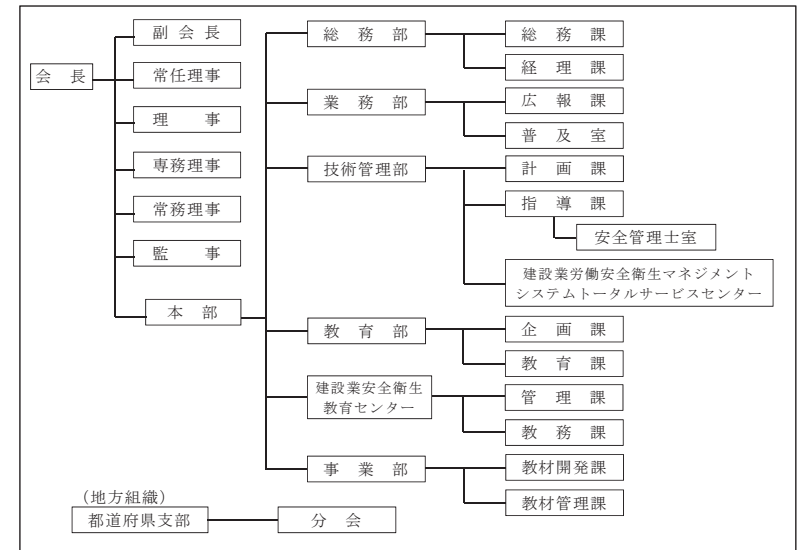 会長
副会長
常任理事
理事
専務理事
常務理事
監事
本部
総務部
総務課
経理課
業務部
広報課
普及室
技術管理部
計画課
指導課
安全管理士室
建設業労働安全衛生マネジメント
システムトータルサービスセンター
教育部
企画課
教育課
建設業安全衛生
教育センター
管理課
教務課
事業部
教材開発課
教材管理課
(地方組織)
都道府県支部
分会